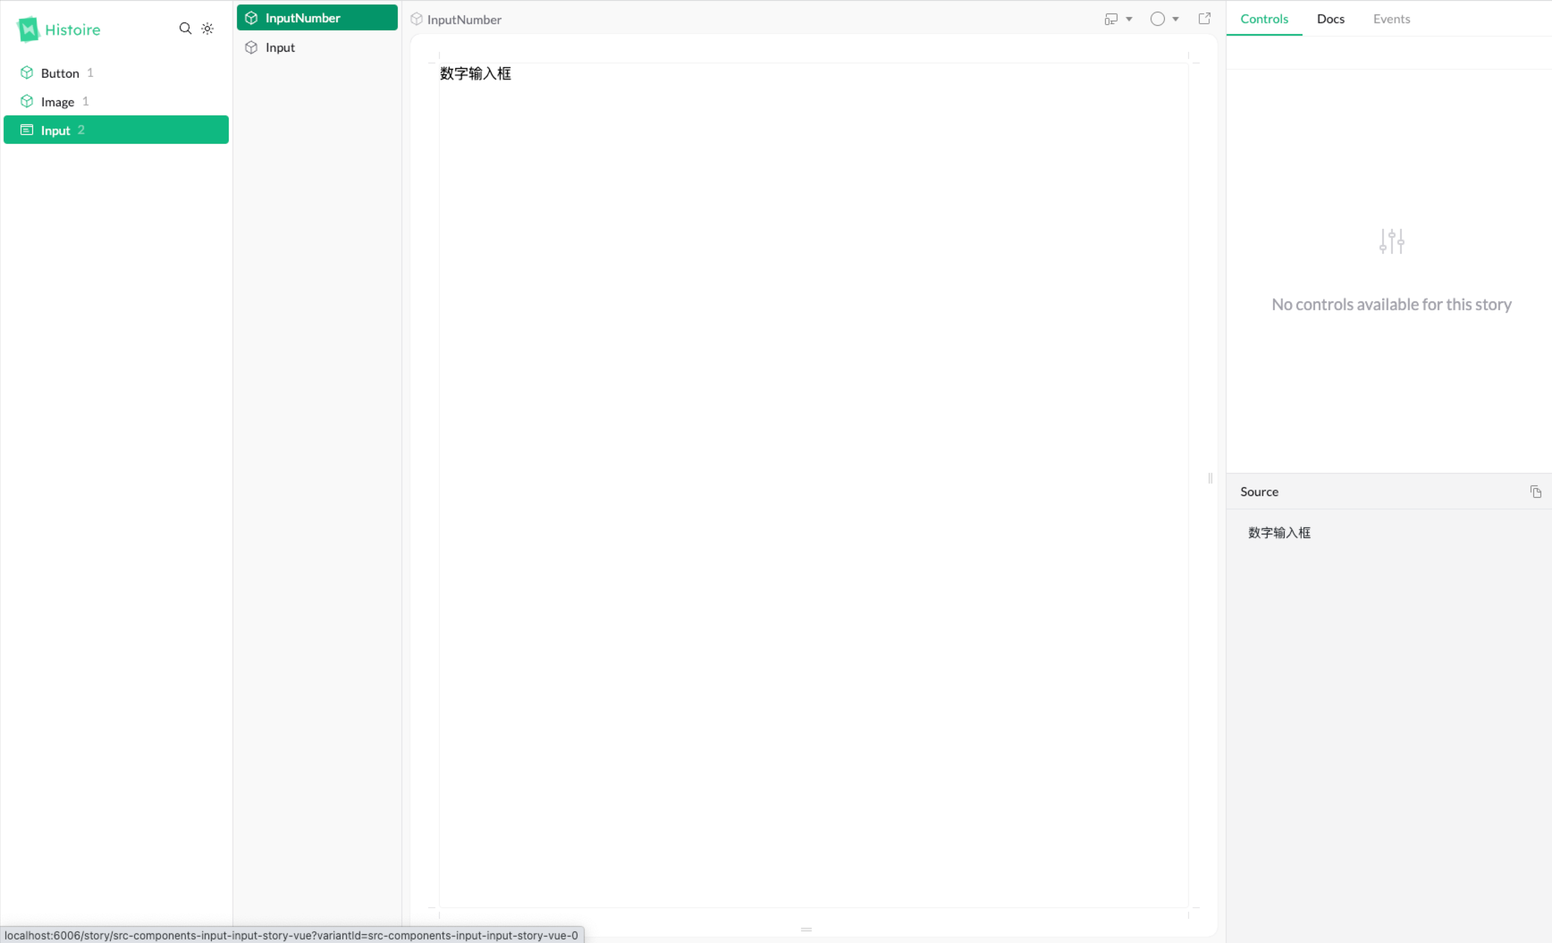 Histoire
Button 1
Image 1
Input 2
InputNumber
Input
InputNumber
数字输入框
Controls
Docs
Events
No controls available for this story
Source
数字输入框
localhost:6006/story/src-components-input-input-story-vue?variantId=src-components-input-input-story-vue-0